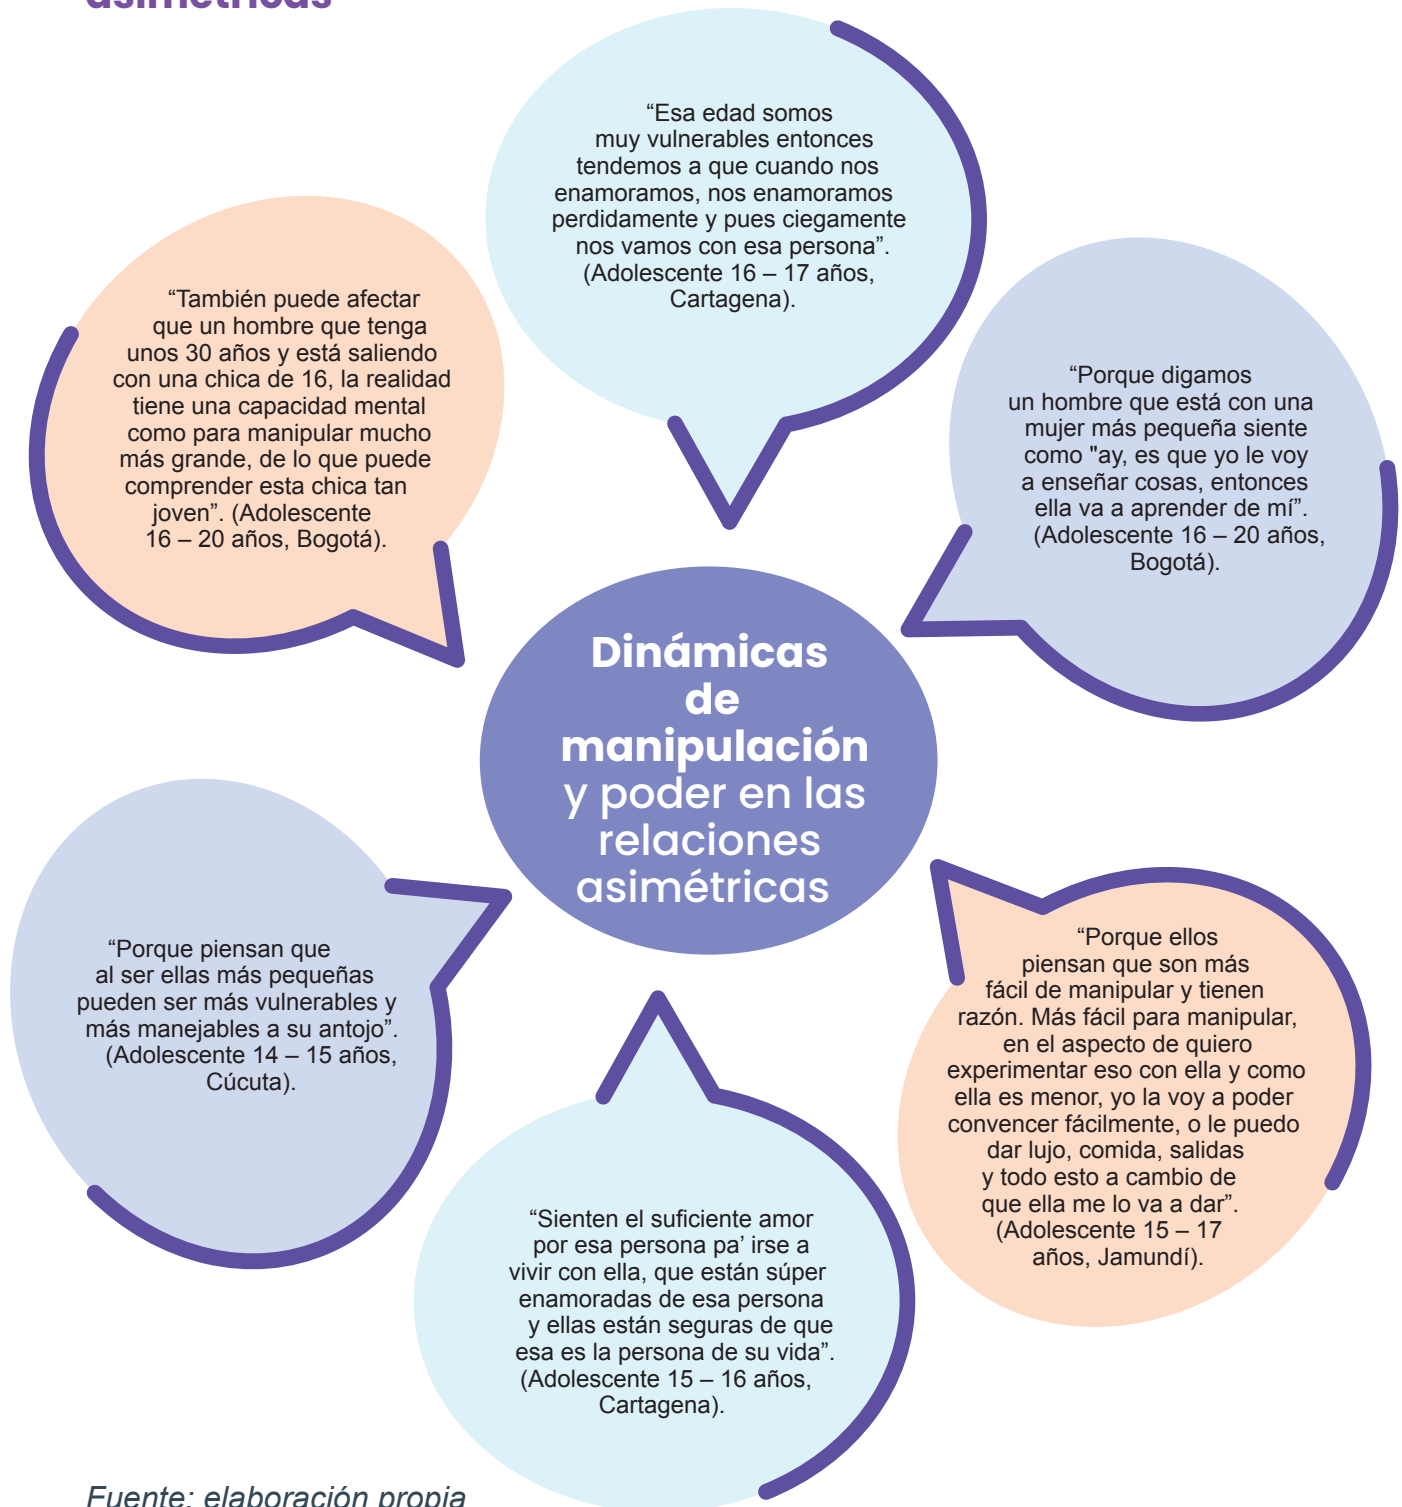 asimétricas
“Esa edad somos
muy vulnerables entonces
tendemos a que cuando nos
enamoramos, nos enamoramos
perdidamente y pues ciegamente
nos vamos con esa persona”.
(Adolescente 16 – 17 años,
Cartagena).
“También puede afectar
que un hombre que tenga
unos 30 años y está saliendo
con una chica de 16, la realidad
tiene una capacidad mental
como para manipular mucho
más grande, de lo que puede
comprender esta chica tan
joven”. (Adolescente
16 – 20 años, Bogotá).
“Porque digamos
un hombre que está con una
mujer más pequeña siente
como "ay, es que yo le voy
a enseñar cosas, entonces
ella va a aprender de mí”.
(Adolescente 16 – 20 años,
Bogotá).
Dinámicas
de
manipulación
y poder en las
relaciones
asimétricas
“Porque piensan que
al ser ellas más pequeñas
pueden ser más vulnerables y
más manejables a su antojo”.
(Adolescente 14 – 15 años,
Cúcuta).
“Porque ellos
piensan que son más
fácil de manipular y tienen
razón. Más fácil para manipular,
en el aspecto de quiero
experimentar eso con ella y como
ella es menor, yo la voy a poder
convencer fácilmente, o le puedo
dar lujo, comida, salidas
y todo esto a cambio de
que ella me lo va a dar”.
(Adolescente 15 – 17
años, Jamundí).
“Sienten el suficiente amor
por esa persona pa’ irse a
vivir con ella, que están súper
enamoradas de esa persona
y ellas están seguras de que
esa es la persona de su vida”.
(Adolescente 15 – 16 años,
Cartagena).
Fuente: elaboración propia